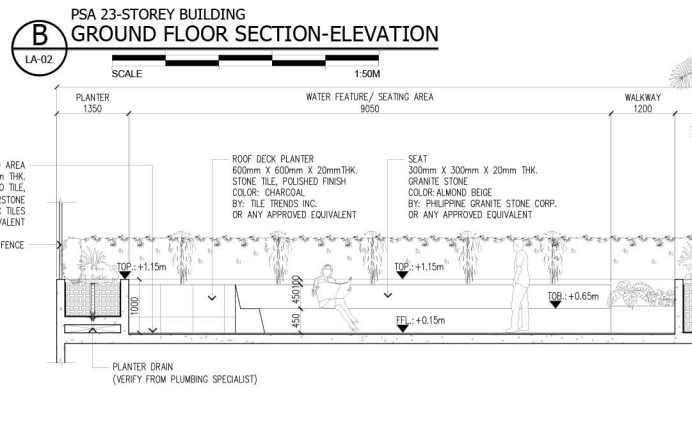 PSA 23-STOREY BUILDING
B
GROUND FLOOR SECTION-ELEVATION
LA-02
SCALE
1:50M
PLANTER
1350
WATER FEATURE/ SEATING AREA
9050
WALKWAY
1200
AREA
THK.
TILE,
TILES
FENCE
ROOF DECK PLANTER
600mm X 600mm X 20mmTHK.
STONE TILE, POLISHED FINISH
COLOR: CHARCOAL
BY: TILE TRENDS INC.
OR ANY APPROVED EQUIVALENT
SEAT
300mm X 300mm X 20mm THK.
GRANITE STONE
COLOR: ALMOND BEIGE
BY: PHILIPPINE GRANITE STONE CORP.
OR ANY APPROVED EQUIVALENT
TOP.: +1.15m
TOP.: +1.15m
1000
450
450
100
TOB.: +0.65m
FFL.: +0.15m
PLANTER DRAIN
(VERIFY FROM PLUMBING SPECIALIST)